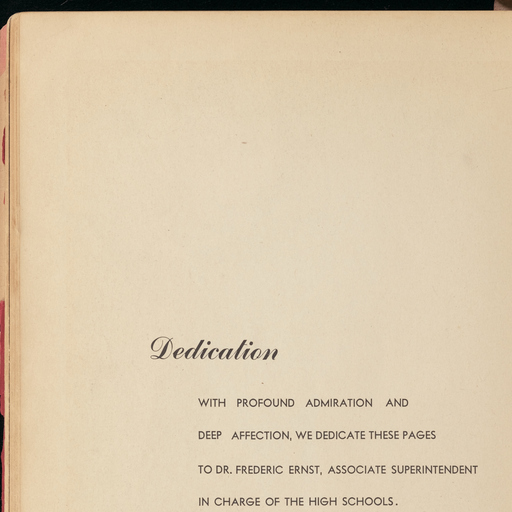 Dedication
WITH PROFOUND ADMIRATION AND
DEEP AFFECTION, WE DEDICATE THESE PAGES
TO DR. FREDERIC ERNST, ASSOCIATE SUPERINTENDENT
IN CHARGE OF THE HIGH SCHOOLS.